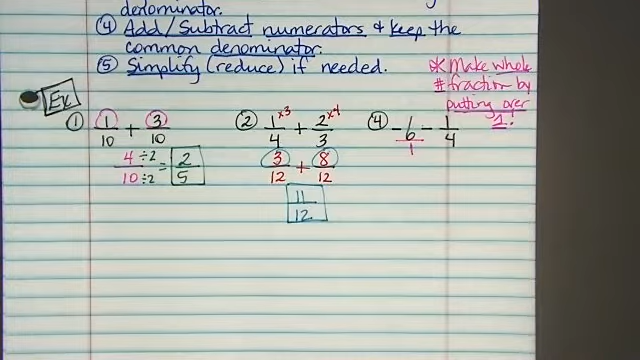 denominator.
④ Add/Subtract numerators & keep the
common denominator.
⑤ Simplify (reduce) if needed.
* Make whole
# fraction by
putting over
1.
Ex
① 1/10 + 3/10
4÷2/10÷2 = 2/5
② 1×3/4 + 2×4/3
3/12 + 8/12
11/12
④ -6/1 - 1/4